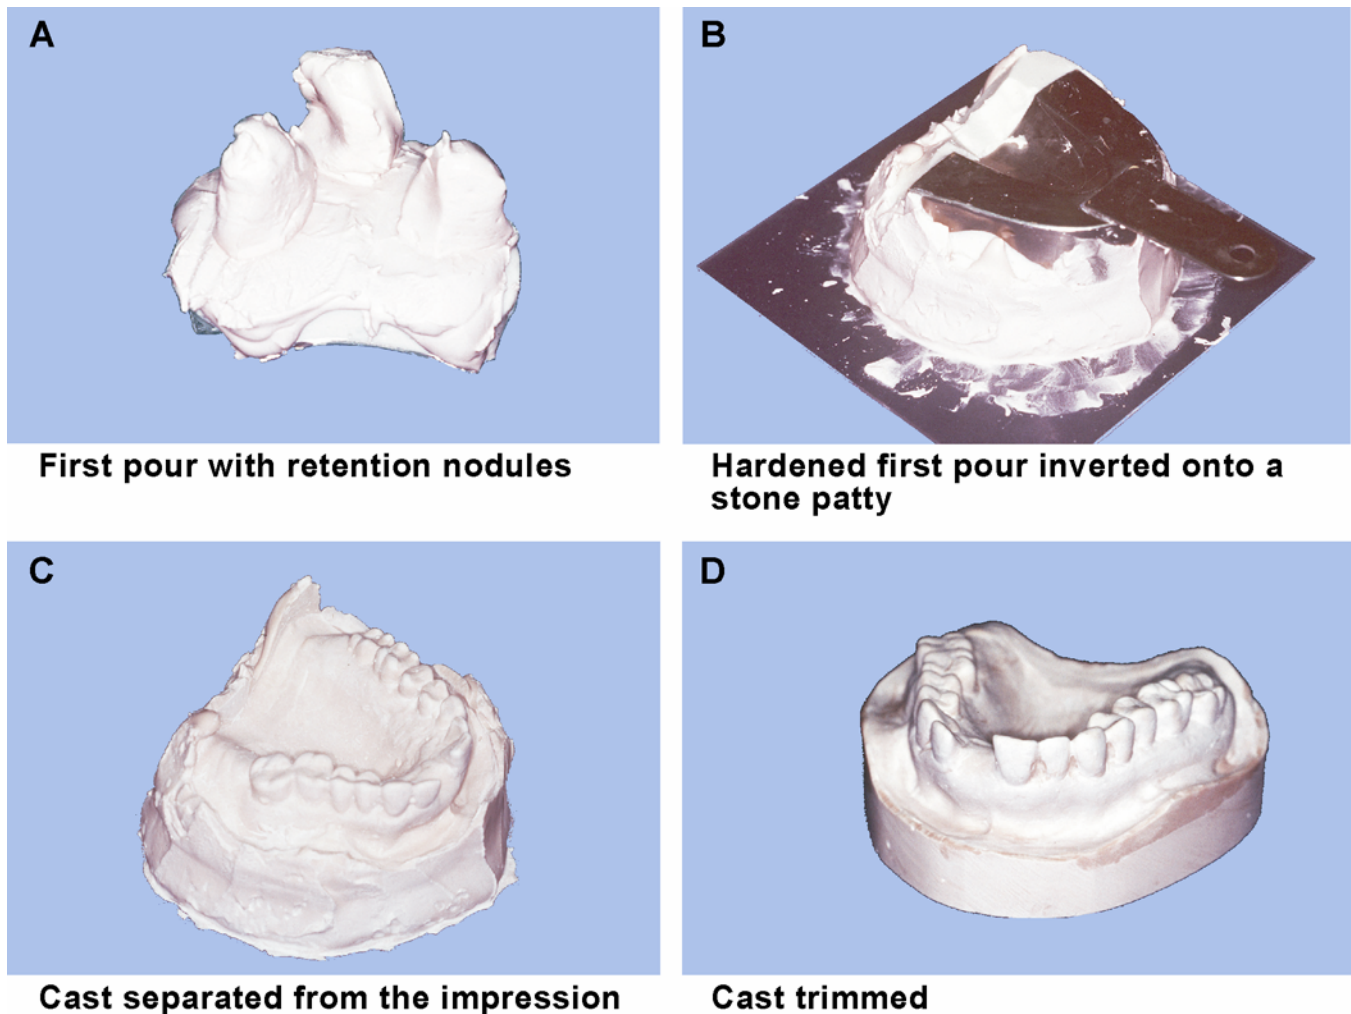 A
B
First pour with retention nodules
Hardened first pour inverted onto a
stone patty
C
D
Cast separated from the impression
Cast trimmed